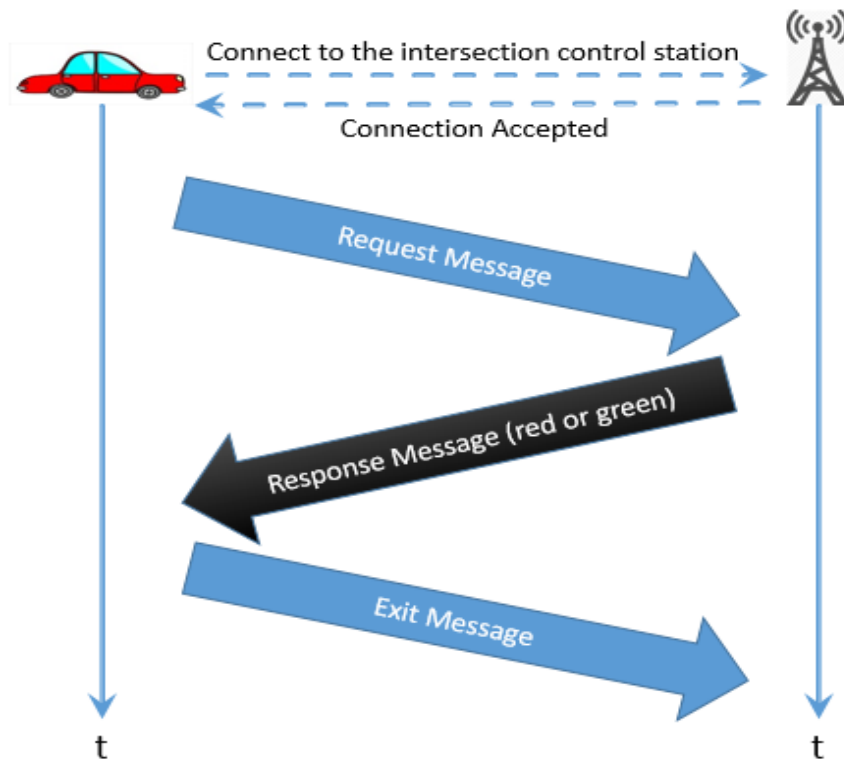 Connect to the intersection control station
Connection Accepted
Request Message
Response Message (red or green)
Exit Message
t
t